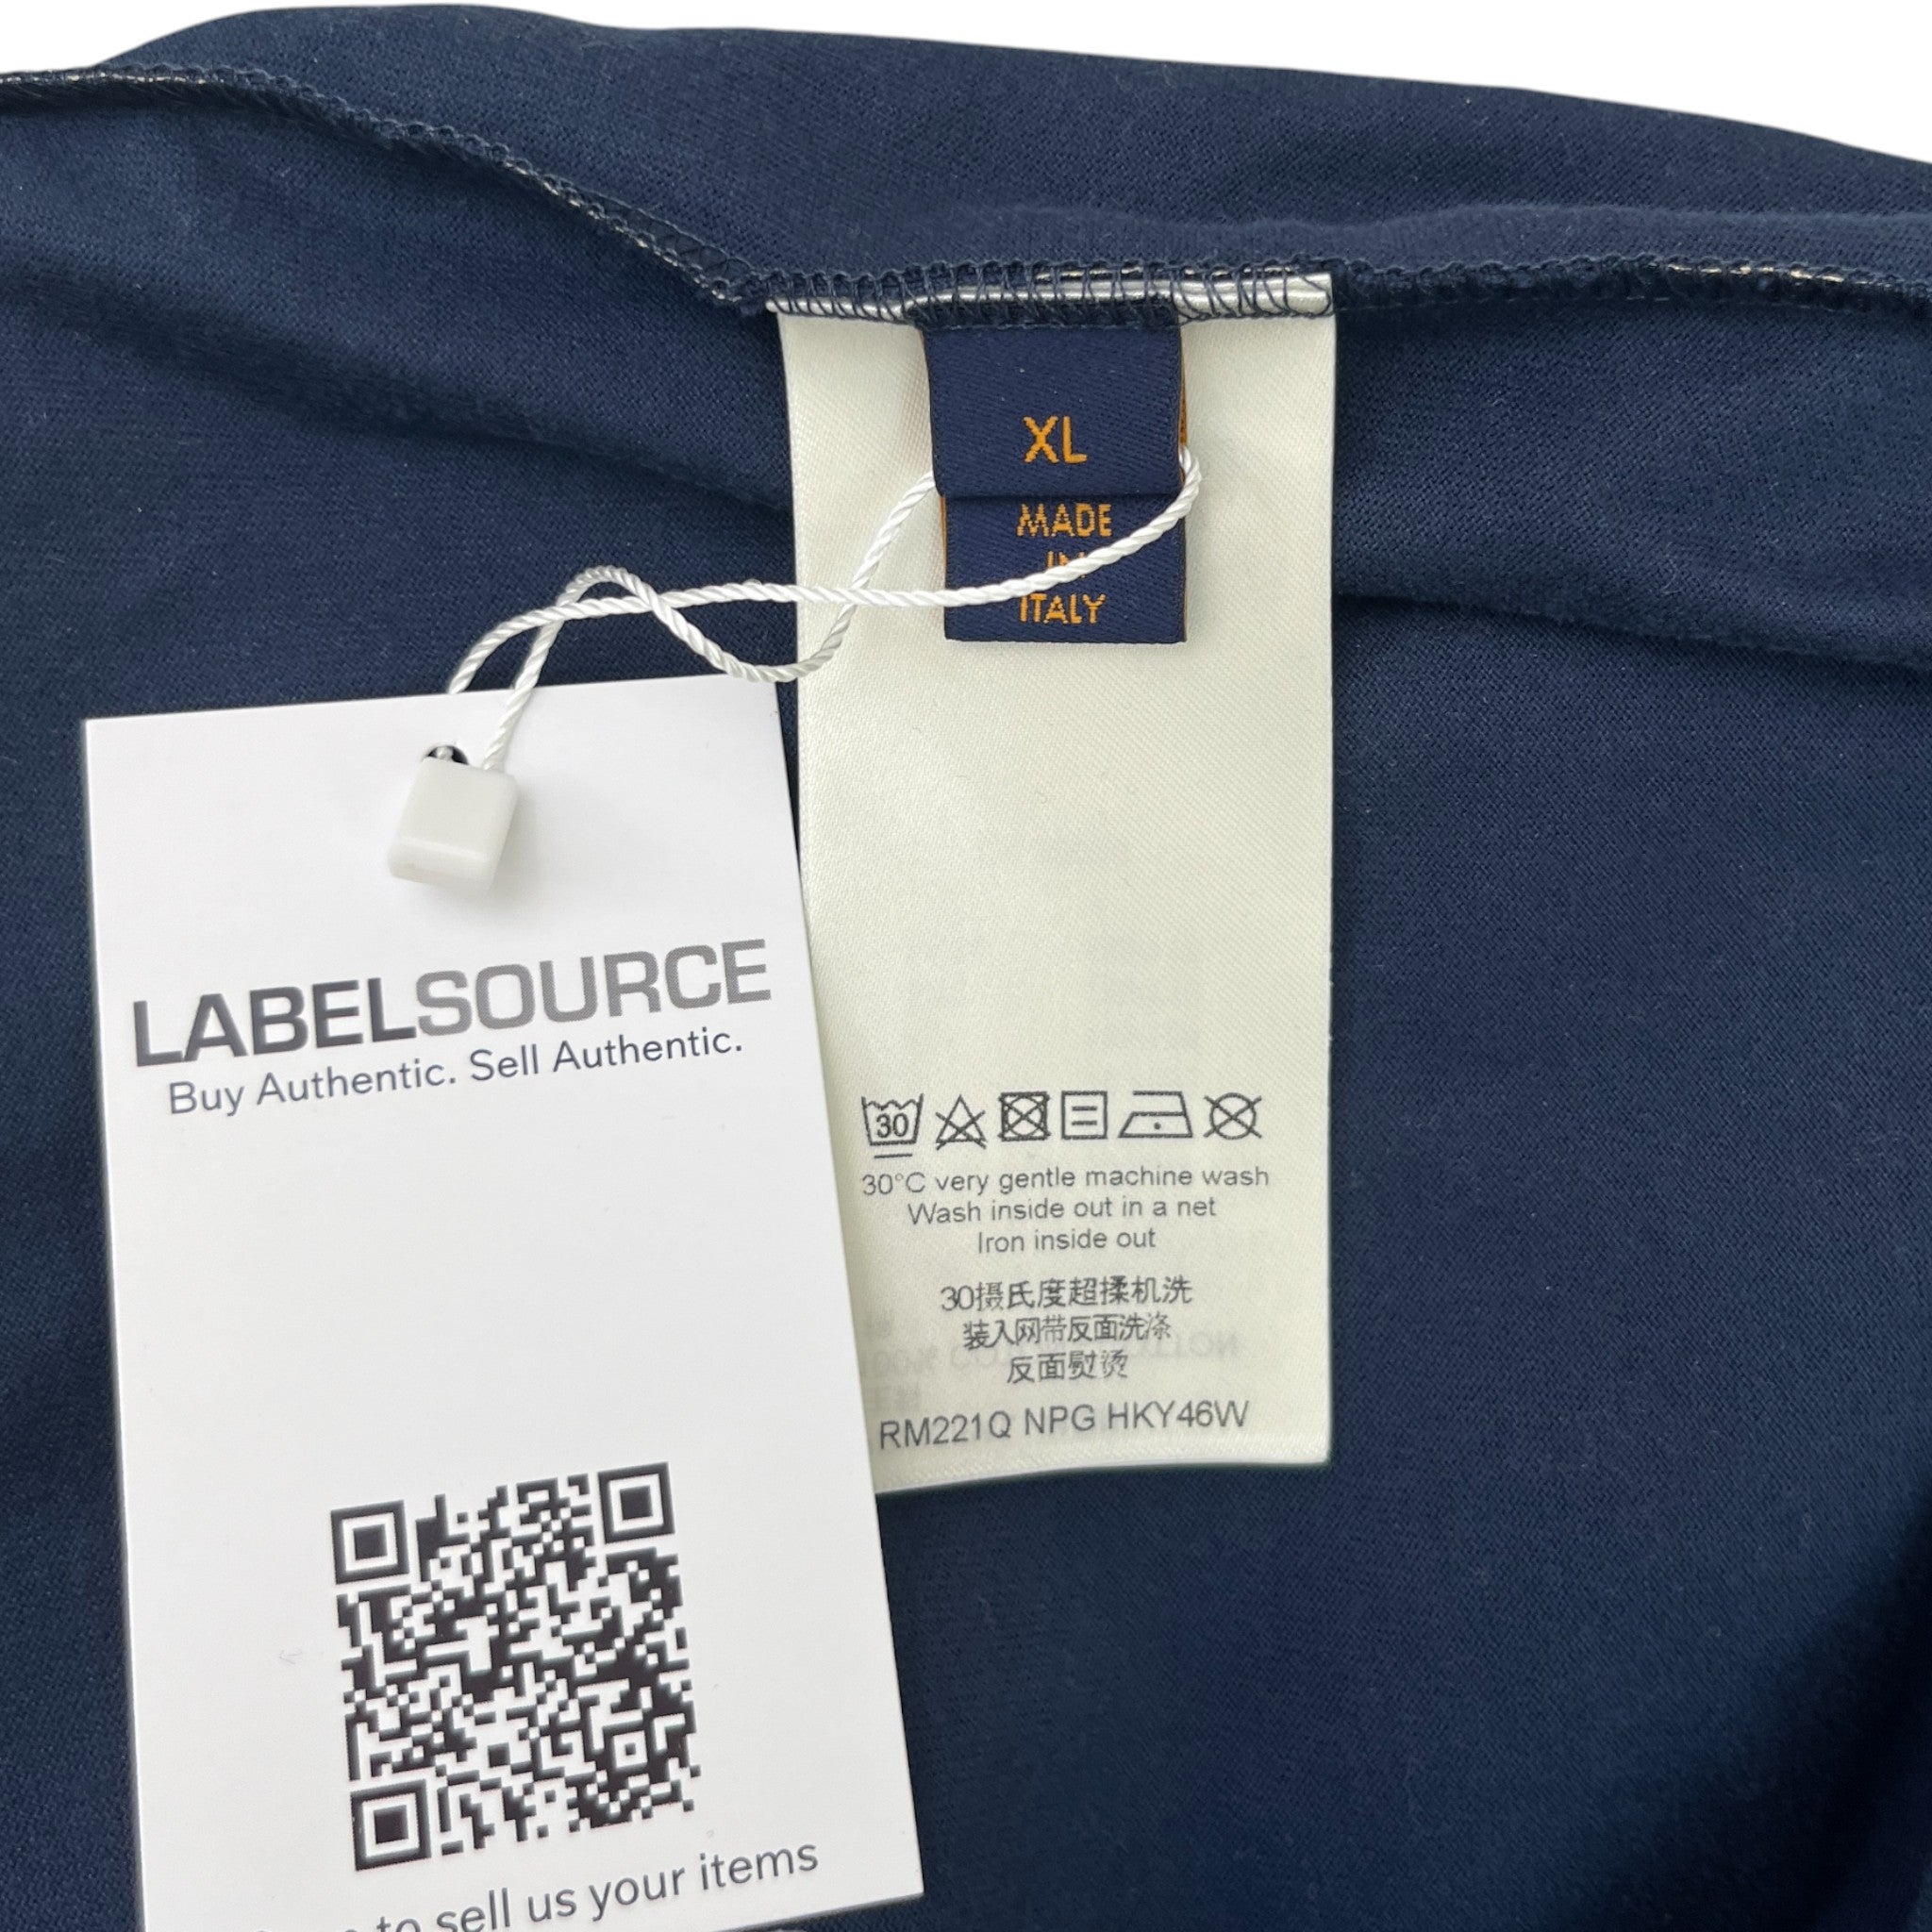 XL
MADE
IN
ITALY
LABELSOURCE
Buy Authentic. Sell Authentic.
to sell us your items
30
30°C very gentle machine wash
Wash inside out in a net
Iron inside out
30摄氏度超揉机洗
装入网带反面洗涤
反面熨烫
RM221Q NPG HKY46W